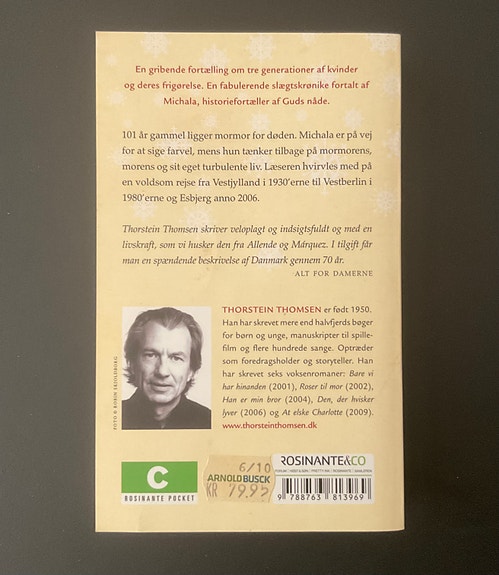 En gribende fortælling om tre generationer af kvinder
og deres frigørelse. En fabulerende slægtskrønike fortalt af
Michala, historiefortæller af Guds nåde.
101 år gammel ligger mormor for døden. Michala er på vej
for at sige farvel, mens hun tænker tilbage på mormorens,
morens og sit eget turbulente liv. Læseren hvirvles med på
en voldsom rejse fra Vestjylland i 1930'erne til Vestberlin i
1980'erne og Esbjerg anno 2006.
Thorstein Thomsen skriver veloplagt og indsigtsfuldt og med en
livskraft, som vi husker den fra Allende og Márquez. I tilgift får
man en spændende beskrivelse af Danmark gennem 70 år.
ALT FOR DAMERNE
THORSTEIN THOMSEN er født 1950.
Han har skrevet mere end halvfjerds bøger
for børn og unge, manuskripter til spille-
film og flere hundrede sange. Optræder
som foredragsholder og storyteller. Han
har skrevet seks voksenromaner: Bare vi
har hinanden (2001), Roser til mor (2002),
Han er min bror (2004), Den, der hvisker
lyver (2006) og At elske Charlotte (2009).
www.thorsteinthomsen.dk
FOTO © ROBIN SKJOLDBORG
C
ROSINANTE POCKET
6/10
ARNOLD BUSCK
KR 79.95
ROSINANTE&CO
9 788763 813969